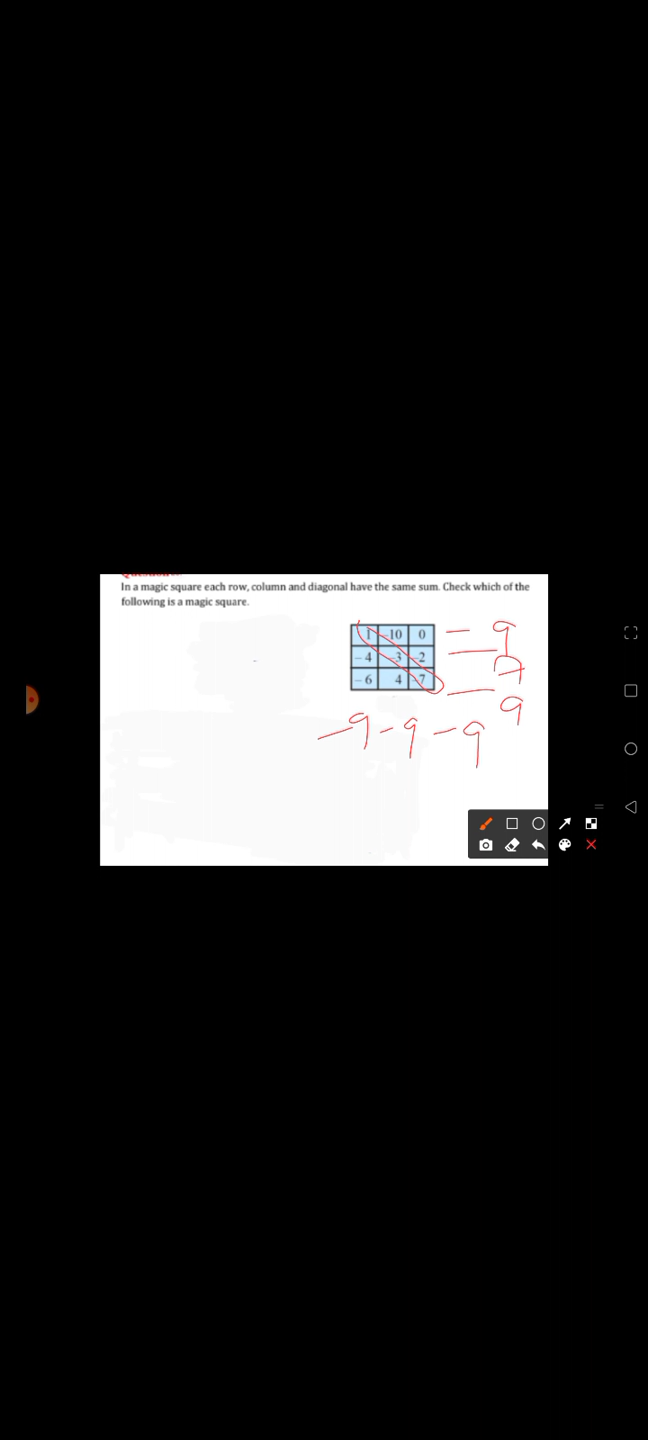 In a magic square each row, column and diagonal have the same sum. Check which of the
following is a magic square.
1 -10 0 - 9
- 4 -3 -2 - 7
- 6 4 -7 - 9
-9 -9 -9